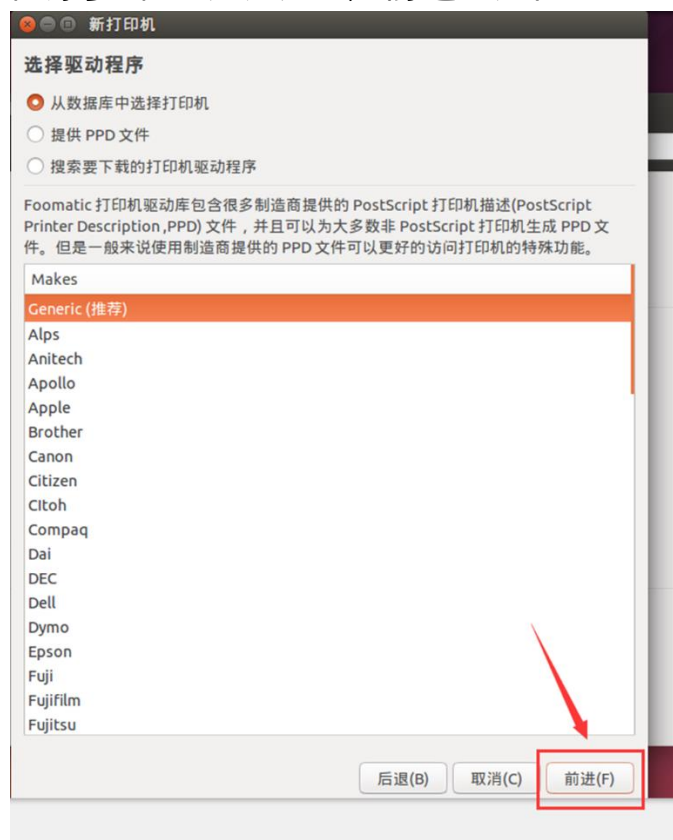 新打印机
选择驱动程序
从数据库中选择打印机
提供 PPD 文件
搜索要下载的打印机驱动程序
Foomatic 打印机驱动库包含很多制造商提供的 PostScript 打印机描述(PostScript
Printer Description ,PPD) 文件，并且可以为大多数非 PostScript 打印机生成 PPD 文
件。但是一般来说使用制造商提供的 PPD 文件可以更好的访问打印机的特殊功能。
Makes
Generic (推荐)
Alps
Anitech
Apollo
Apple
Brother
Canon
Citizen
CItoh
Compaq
Dai
DEC
Dell
Dymo
Epson
Fuji
Fujifilm
Fujitsu
后退(B) 取消(C) 前进(F)